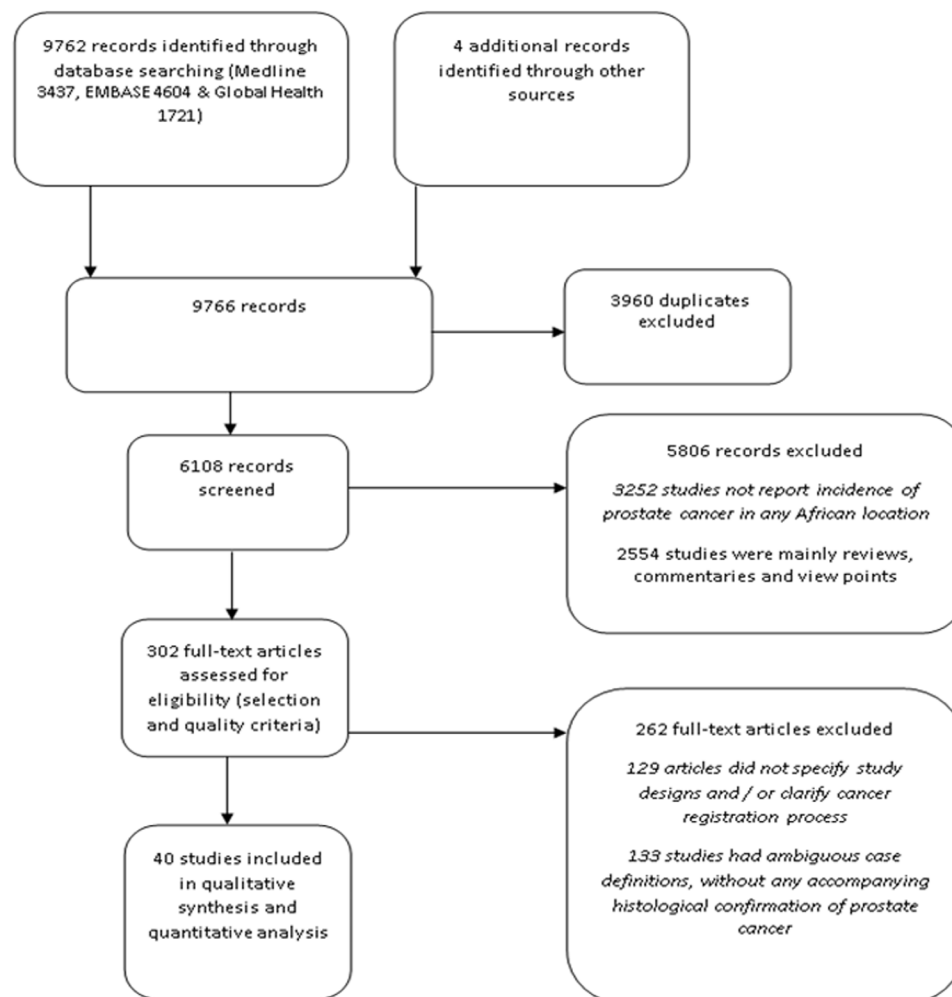 9762 records identified through
database searching (Medline
3437, EMBASE 4604 & Global Health
1721)
4 additional records
identified through other
sources
9766 records
3960 duplicates
excluded
6108 records
screened
5806 records excluded
3252 studies not report incidence of
prostate cancer in any African location
2554 studies were mainly reviews,
commentaries and view points
302 full-text articles
assessed for
eligibility (selection
and quality criteria)
262 full-text articles excluded
129 articles did not specify study
designs and / or clarify cancer
registration process
133 studies had ambiguous case
definitions, without any accompanying
histological confirmation of prostate
cancer
40 studies included
in qualitative
synthesis and
quantitative analysis